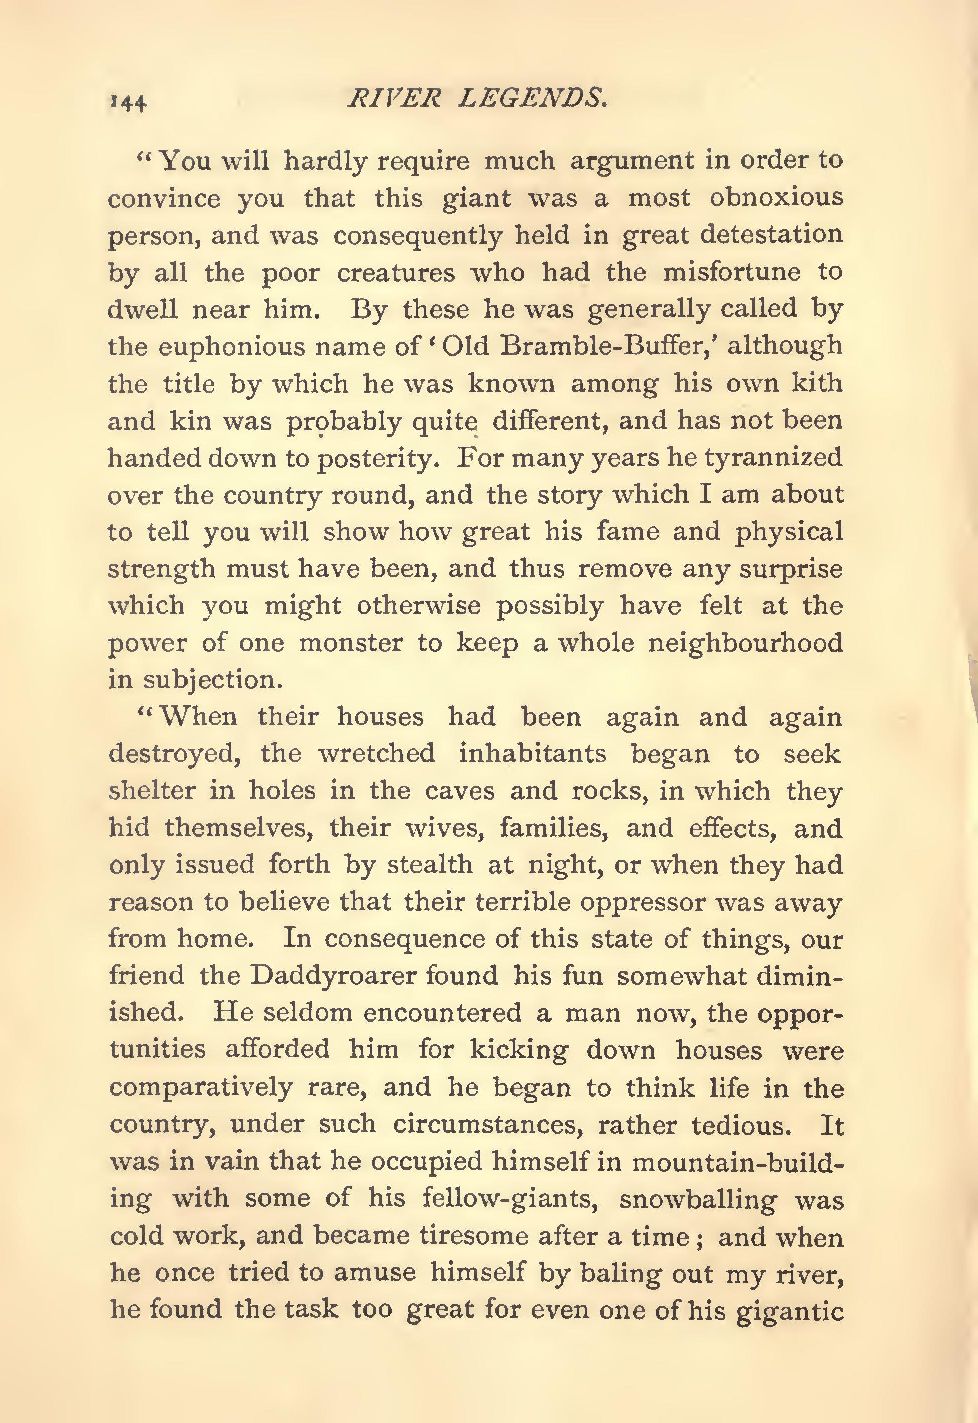 144 RIVER LEGENDS.
“You will hardly require much argument in order to
convince you that this giant was a most obnoxious
person, and was consequently held in great detestation
by all the poor creatures who had the misfortune to
dwell near him. By these he was generally called by
the euphonious name of ‘Old Bramble-Buffer,’ although
the title by which he was known among his own kith
and kin was probably quite different, and has not been
handed down to posterity. For many years he tyrannized
over the country round, and the story which I am about
to tell you will show how great his fame and physical
strength must have been, and thus remove any surprise
which you might otherwise possibly have felt at the
power of one monster to keep a whole neighbourhood
in subjection.
“When their houses had been again and again
destroyed, the wretched inhabitants began to seek
shelter in holes in the caves and rocks, in which they
hid themselves, their wives, families, and effects, and
only issued forth by stealth at night, or when they had
reason to believe that their terrible oppressor was away
from home. In consequence of this state of things, our
friend the Daddyroarer found his fun somewhat dimin-
ished. He seldom encountered a man now, the oppor-
tunities afforded him for kicking down houses were
comparatively rare, and he began to think life in the
country, under such circumstances, rather tedious. It
was in vain that he occupied himself in mountain-build-
ing with some of his fellow-giants, snowballing was
cold work, and became tiresome after a time; and when
he once tried to amuse himself by baling out my river,
he found the task too great for even one of his gigantic